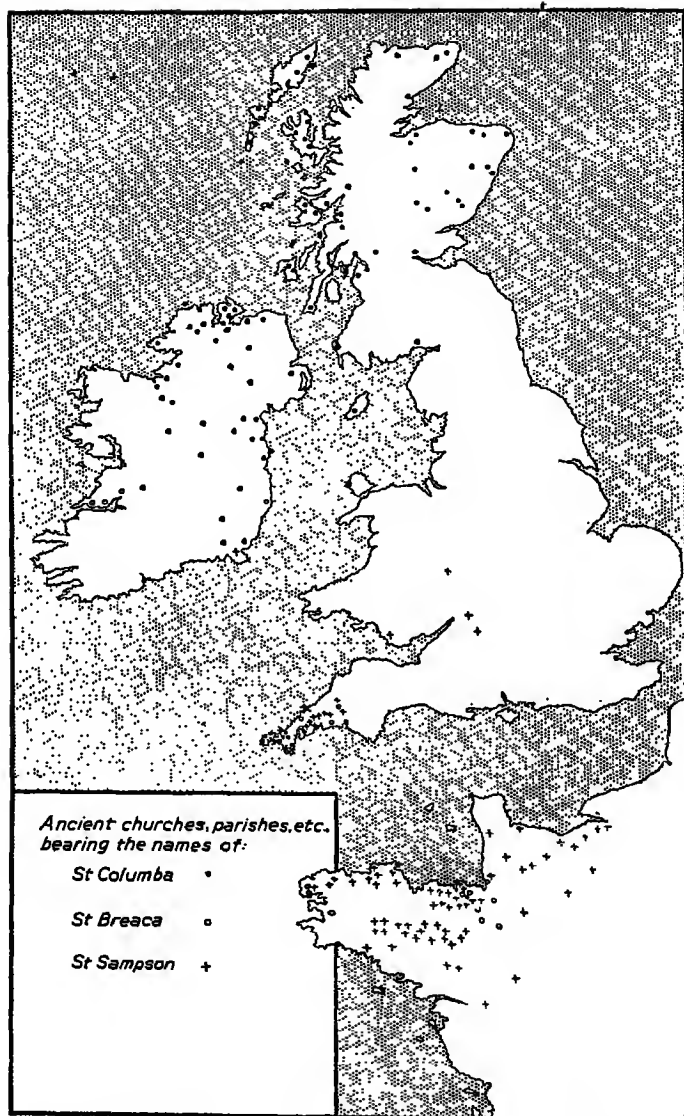 Ancient churches, parishes, etc.,
bearing the names of:
St Columba
St Breaca
St Sampson